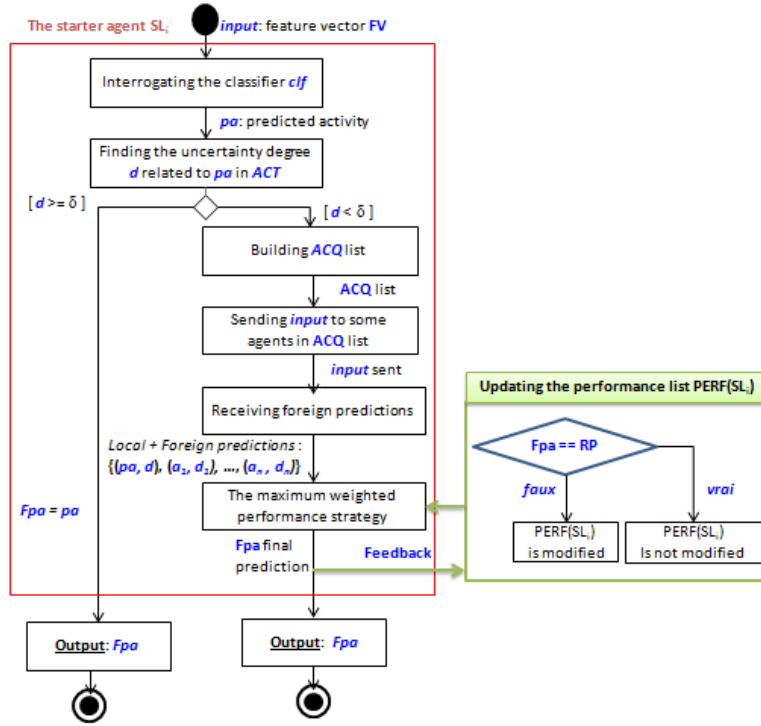 The starter agent SLᵢ
input: feature vector FV
Interrogating the classifier clf
pa: predicted activity
Finding the uncertainty degree
d related to pa in ACT
[ d >= δ ]
[ d < δ ]
Building ACQ list
ACQ list
Sending input to some
agents in ACQ list
input sent
Receiving foreign predictions
Local + Foreign predictions :
{(pa, d), (a₁, d₁), ..., (aₙ , dₙ)}
The maximum weighted
performance strategy
Fpa = pa
Fpa final
prediction
Feedback
Output: Fpa
Output: Fpa
Updating the performance list PERF(SLᵢ)
Fpa == RP
faux
vrai
PERF(SLᵢ)
is modified
PERF(SLᵢ)
Is not modified